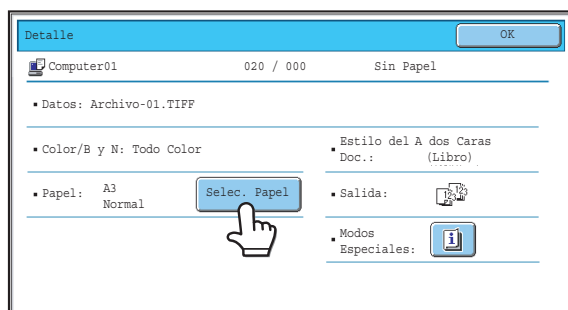 Detalle
OK
Computer01 020 / 000 Sin Papel
▪ Datos: Archivo-01.TIFF
▪ Color/B y N: Todo Color
▪ Estilo del A dos Caras
Doc.: (Libro)
▪ Papel: A3
Normal
Selec. Papel
▪ Salida:
▪ Modos
Especiales: